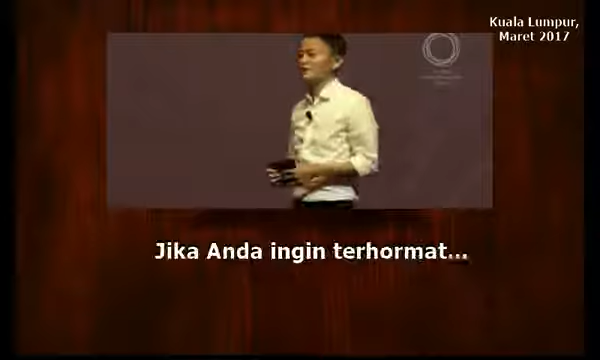 Kuala Lumpur,
Maret 2017
Jika Anda ingin terhormat...